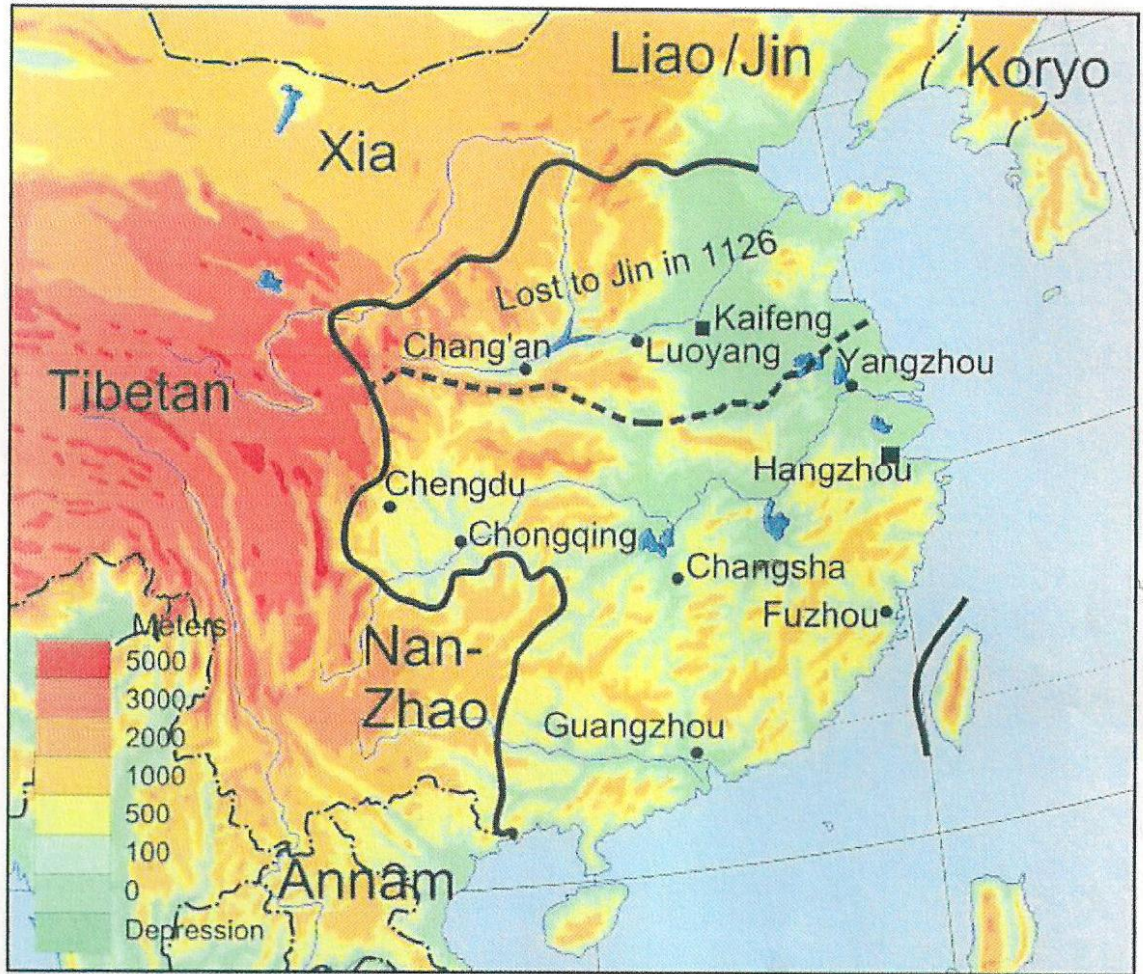 Liao/Jin
Koryo
Xia
Lost to Jin in 1126
Kaifeng
Chang'an
Luoyang
Yangzhou
Tibetan
Hangzhou
Chengdu
Chongqing
Changsha
Fuzhou
Nan-
Zhao
Guangzhou
Annam
Meters
5000
3000
2000
1000
500
100
0
Depression